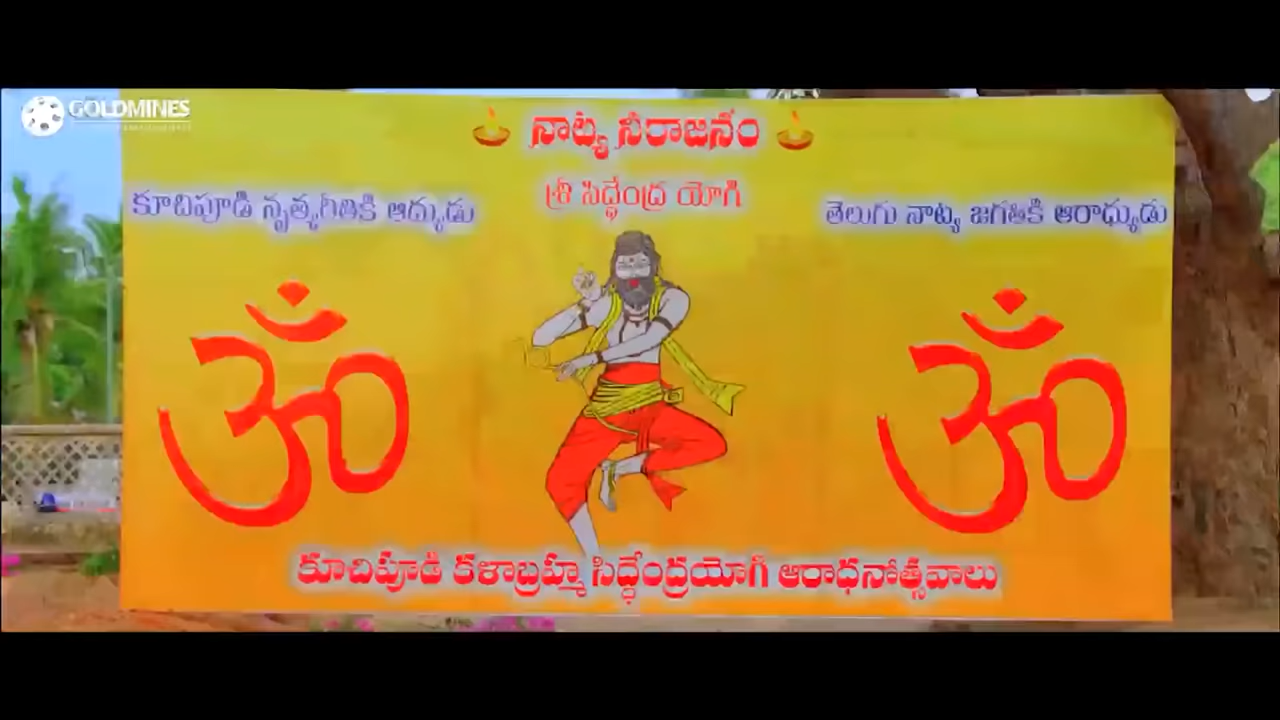 GOLDMINES
నాట్య నీరాజనం
శ్రీ సిద్ధేంద్ర యోగి
కూచిపూడి నృత్యగీతికి ఆద్యుడు
తెలుగు నాట్య జగతికి ఆరాధ్యుడు
ॐ
ॐ
కూచిపూడి కళాబ్రహ్మ సిద్ధేంద్రయోగి ఆరాధనోత్సవాలు